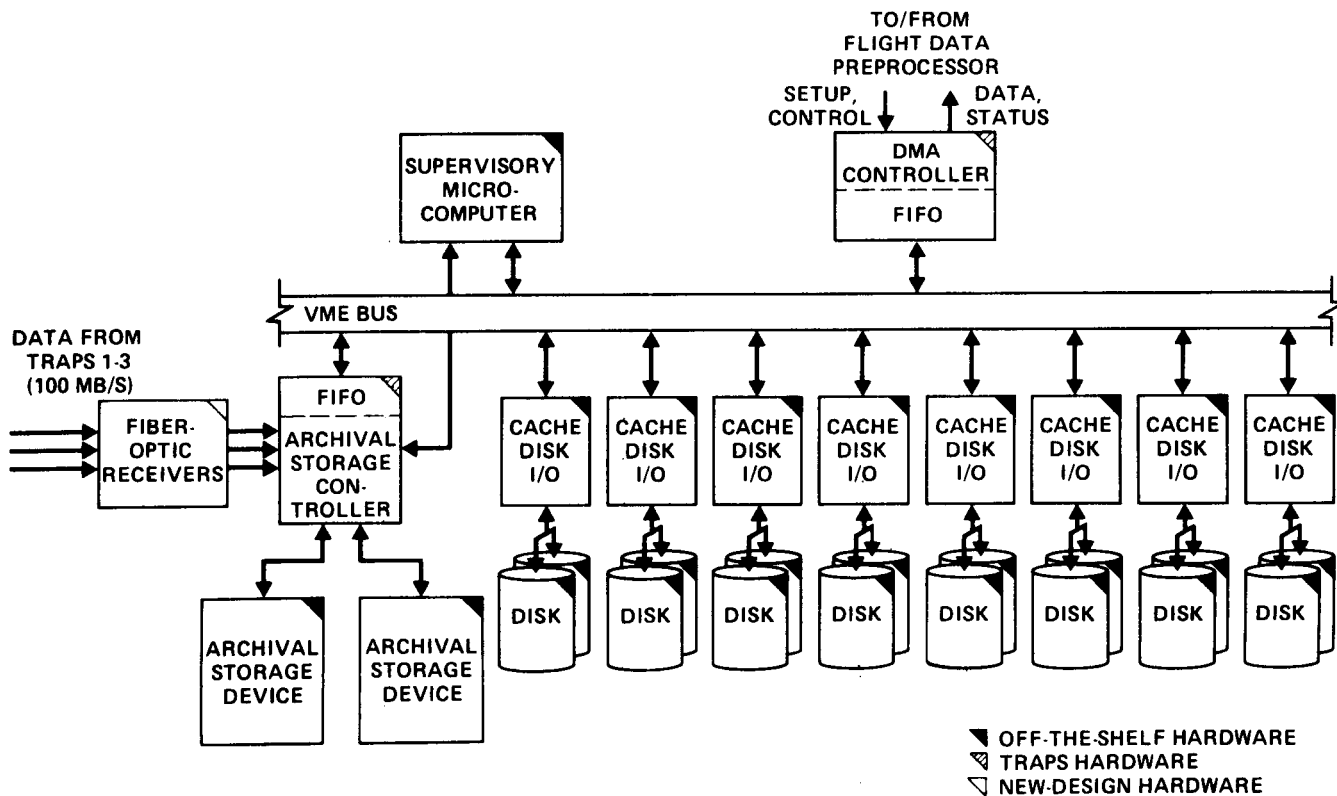 TO/FROM
FLIGHT DATA
PREPROCESSOR
SETUP,
CONTROL
DATA,
STATUS
SUPERVISORY
MICRO-
COMPUTER
DMA
CONTROLLER
FIFO
VME BUS
DATA FROM
TRAPS 1-3
(100 MB/S)
FIBER-
OPTIC
RECEIVERS
FIFO
ARCHIVAL
STORAGE
CON-
TROLLER
CACHE
DISK
I/O
CACHE
DISK
I/O
CACHE
DISK
I/O
CACHE
DISK
I/O
CACHE
DISK
I/O
CACHE
DISK
I/O
CACHE
DISK
I/O
CACHE
DISK
I/O
ARCHIVAL
STORAGE
DEVICE
ARCHIVAL
STORAGE
DEVICE
DISK
DISK
DISK
DISK
DISK
DISK
DISK
DISK
OFF-THE-SHELF HARDWARE
TRAPS HARDWARE
NEW-DESIGN HARDWARE